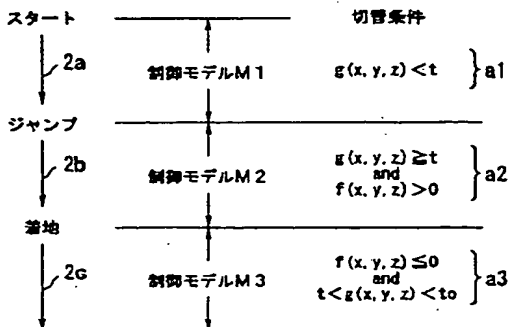 スタート
切替条件
2a
制御モデルM1
g(x, y, z)<t
a1
ジャンプ
2b
制御モデルM2
g(x, y, z)≧t
and
f(x, y, z)>0
a2
着地
2c
制御モデルM3
f(x, y, z)≦0
and
t<g(x, y, z)<to
a3